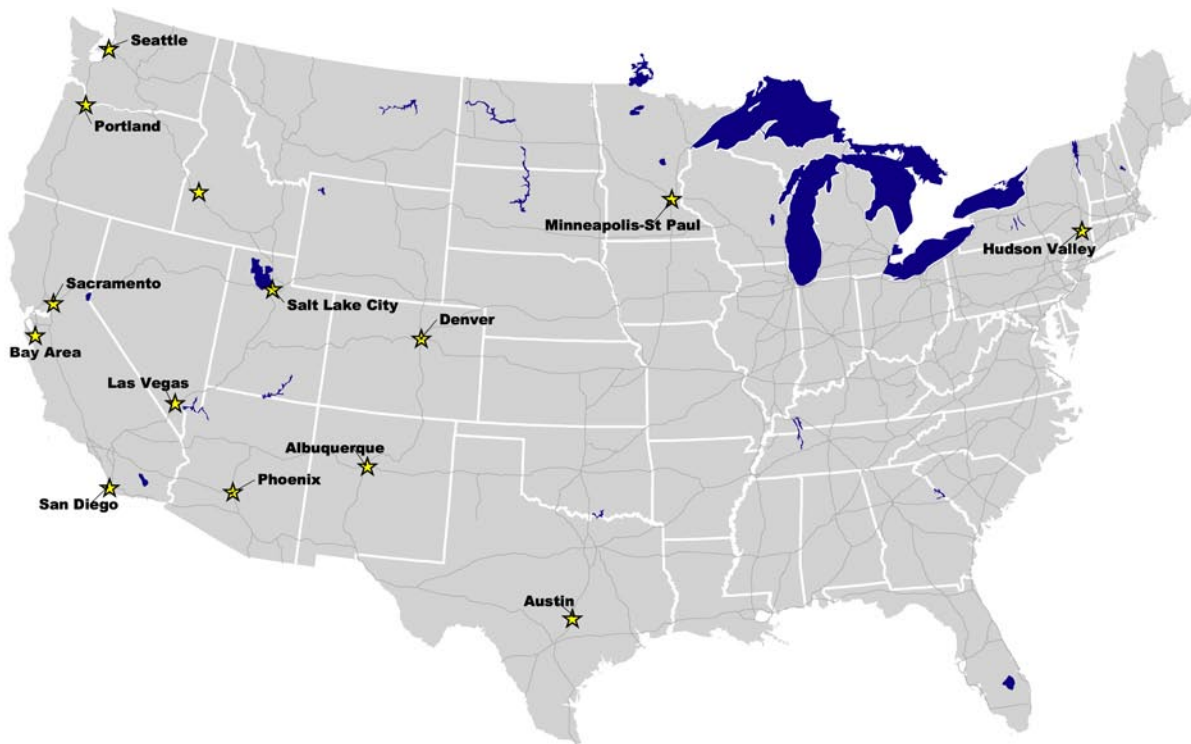 Seattle
Portland
Minneapolis-St Paul
Hudson Valley
Sacramento
Salt Lake City
Denver
Bay Area
Las Vegas
Albuquerque
Phoenix
San Diego
Austin